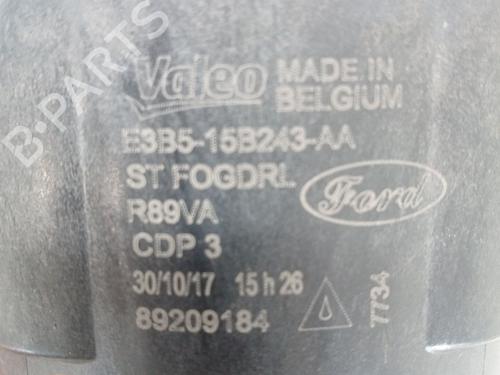 B-PARTS
Valeo MADE IN BELGIUM
E3B5-15B243-AA
ST FOGDRL
R89VA
Ford
CDP 3
30/10/17 15 h 26
89209184
7734